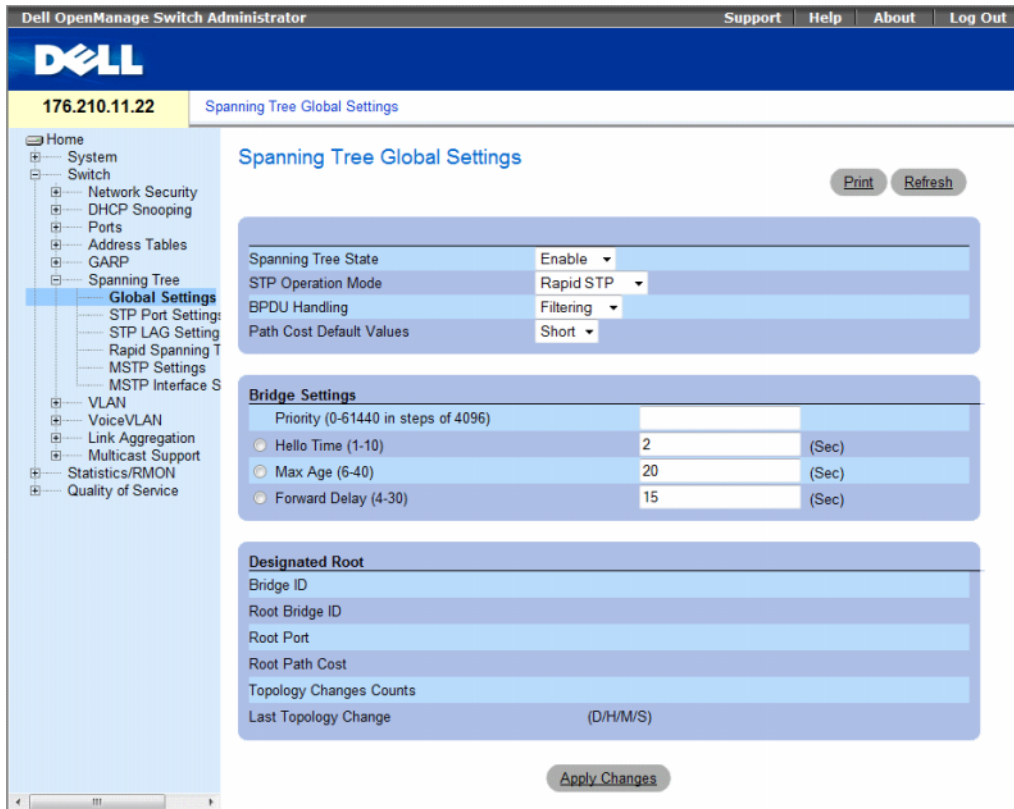 Dell OpenManage Switch Administrator
Support Help About Log Out
DELL
176.210.11.22
Spanning Tree Global Settings
Home
System
Switch
Network Security
DHCP Snooping
Ports
Address Tables
GARP
Spanning Tree
Global Settings
STP Port Settings
STP LAG Setting
Rapid Spanning T
MSTP Settings
MSTP Interface S
VLAN
VoiceVLAN
Link Aggregation
Multicast Support
Statistics/RMON
Quality of Service
Spanning Tree Global Settings
Print Refresh
Spanning Tree State Enable
STP Operation Mode Rapid STP
BPDU Handling Filtering
Path Cost Default Values Short
Bridge Settings
Priority (0-61440 in steps of 4096)
Hello Time (1-10) 2 (Sec)
Max Age (6-40) 20 (Sec)
Forward Delay (4-30) 15 (Sec)
Designated Root
Bridge ID
Root Bridge ID
Root Port
Root Path Cost
Topology Changes Counts
Last Topology Change (D/H/M/S)
Apply Changes